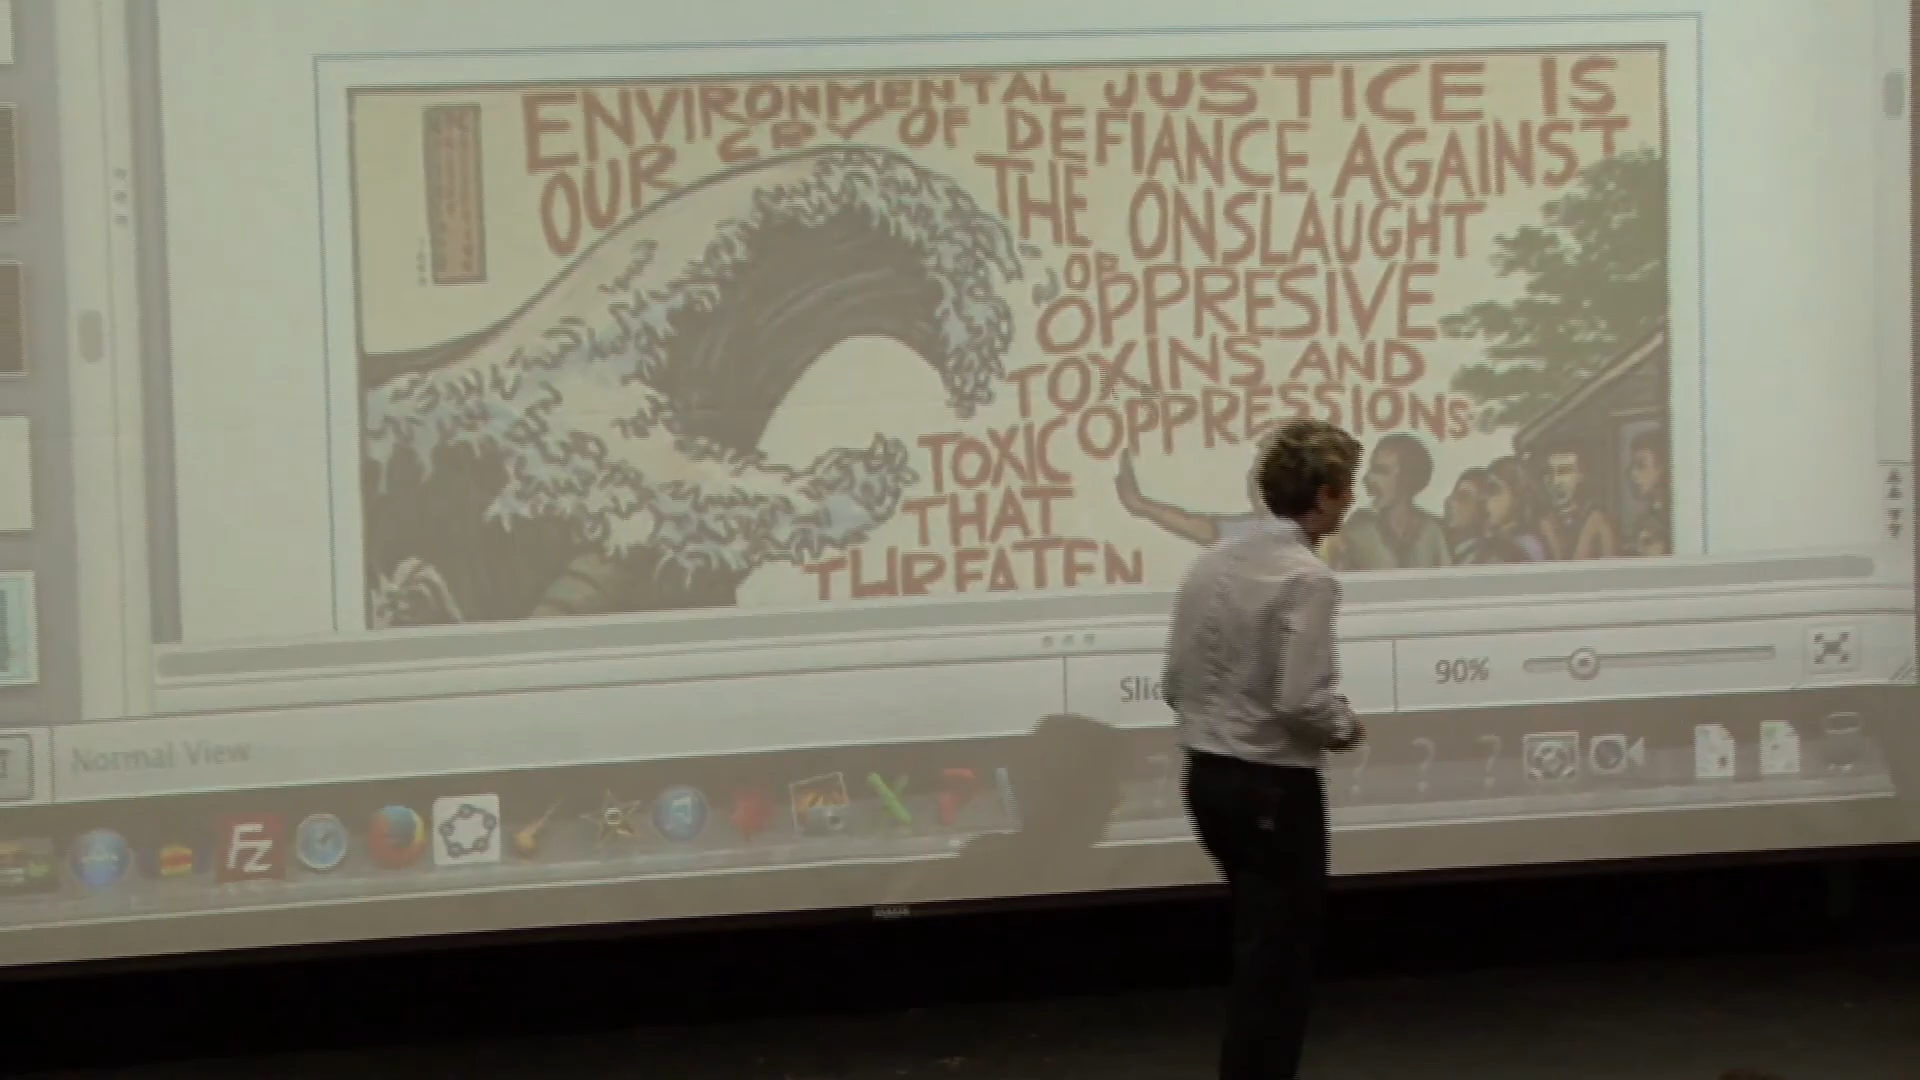 ENVIRONMENTAL JUSTICE IS
OUR CRY OF DEFIANCE AGAINST
THE ONSLAUGHT
OF
OPPRESIVE
TOXINS AND
TOXIC OPPRESSIONS
THAT
THREATEN
90%
Normal View
FZ